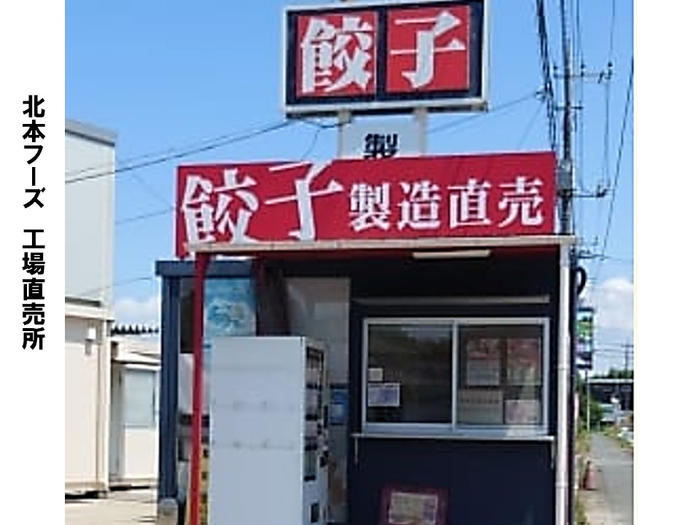 北本フーズ 工場直売所
餃子
製
餃子製造直売